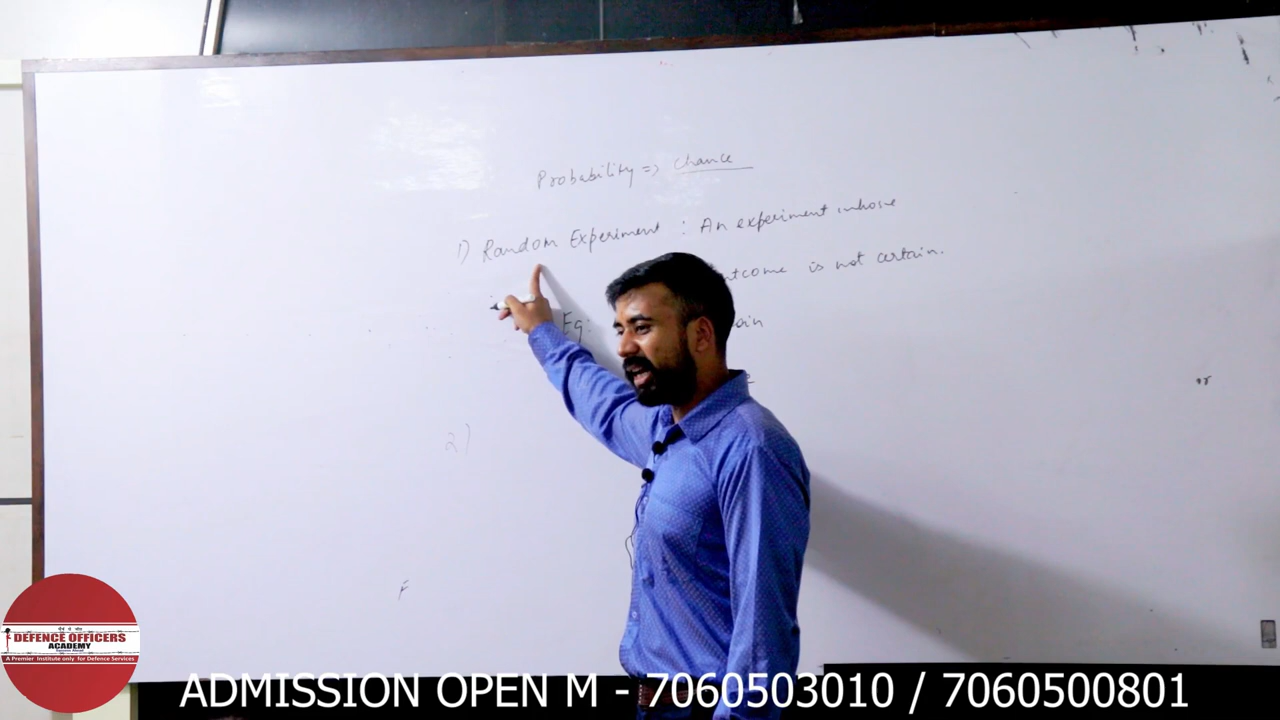 Probability => chance
1) Random Experiment : An experiment whose
outcome is not certain.
Eg:
2)
F
or
DEFENCE OFFICERS
ACADEMY
A Premier Institute only for Defence Services
ADMISSION OPEN M - 7060503010 / 7060500801